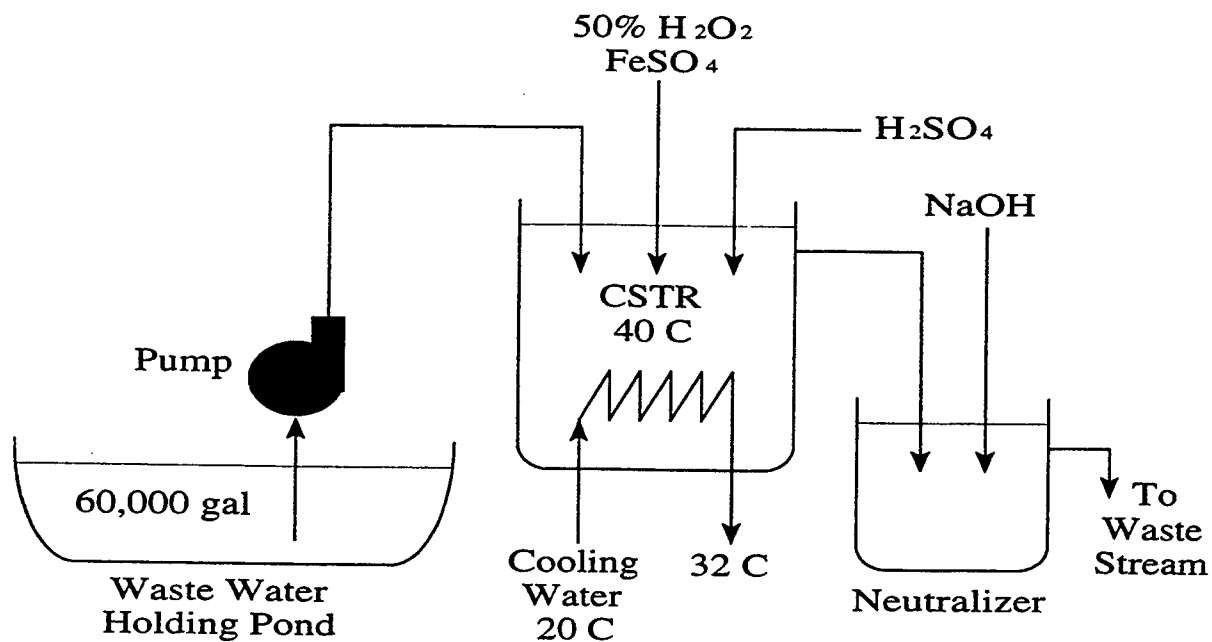 50% H₂O₂
FeSO₄
H₂SO₄
NaOH
CSTR
40 C
Pump
60,000 gal
Waste Water
Holding Pond
Cooling
Water
20 C
32 C
Neutralizer
To
Waste
Stream